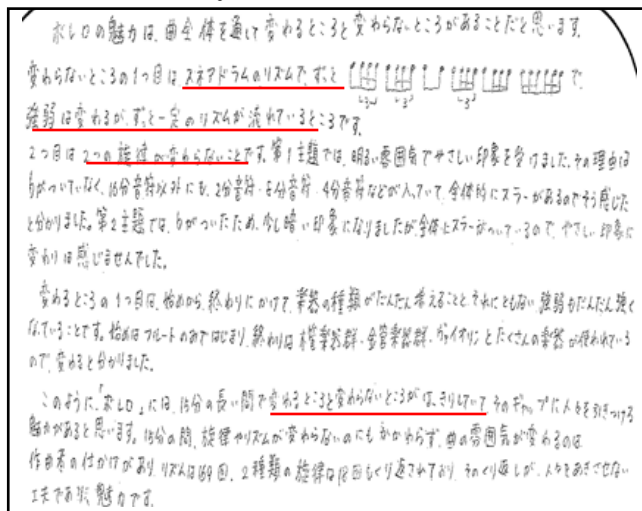 ボレロの魅力は、曲全体を通して変わるところと変わらないところがあることだと思います。
変わらないところの1つ目はスネアドラムのリズムで、ずっと で
強弱は変わるが、ずっと一定のリズムが流れているところです。
2つ目は2つの旋律が変わらないことです。第1主題では、明るい雰囲気でやさしい印象を受けました。その理由は
♭がついていなく、16分音符以外にも、2分音符・8分音符・4分音符などが入っていて、全体的にスラーがあるのでそう感じた
と分かりました。第2主題では、♭がついたため、少し暗い印象になりましたが全体にスラーがついているので、やさしい印象に
変わりは感じませんでした。
変わるところの1つ目は、始めから、終わりにかけて、楽器の種類がだんだん増えることと、それにともない強弱もだんだん強く
なっていることです。始めはフルートのみではじまり、終わりは木管楽器群・金管楽器群・ヴァイオリンとたくさんの楽器が使われている
ので、変わると分かりました。
このように、「ボレロ」には、15分の長い間で変わるところと変わらないところがはっきりしていて、そのギャップに人々を引きつける
魅力があると思います。15分の間、旋律やリズムが変わらないのにもかかわらず、曲の雰囲気が変わるのは
作曲者の仕かけがあり、リズムは169回、2種類の旋律は18回もくり返されており、そのくり返しが、人々をあきさせない
工夫であり、魅力です。